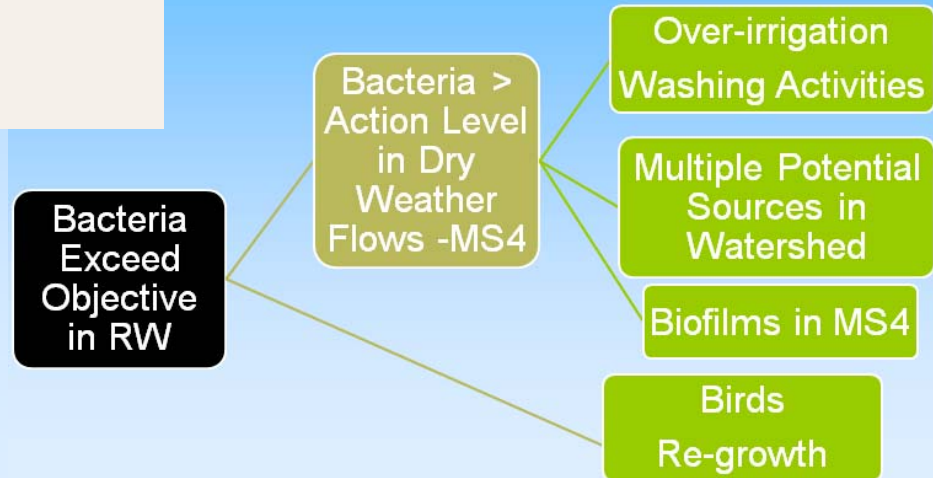 Bacteria
Exceed
Objective
in RW
Bacteria >
Action Level
in Dry
Weather
Flows -MS4
Over-irrigation
Washing Activities
Multiple Potential
Sources in
Watershed
Biofilms in MS4
Birds
Re-growth